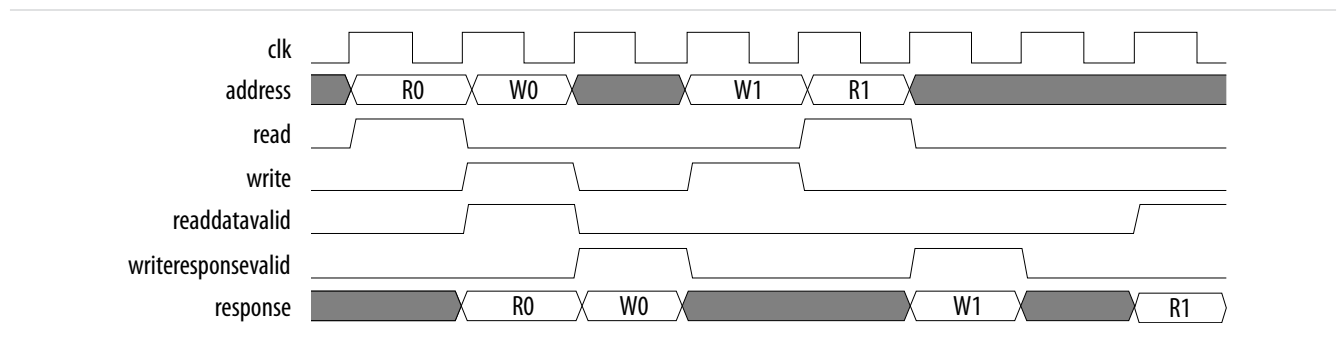 clk
address R0 W0 W1 R1
read
write
readdatavalid
writeresponsevalid
response R0 W0 W1 R1